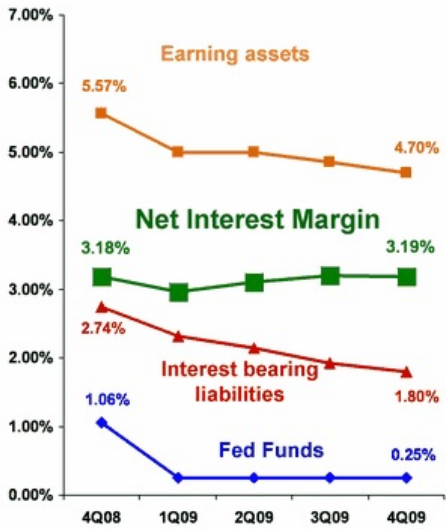 7.00%
Earning assets
6.00%
5.57%
5.00%
4.70%
4.00%
Net Interest Margin
3.18%
3.19%
3.00%
2.74%
Interest bearing
liabilities
2.00%
1.80%
1.06%
1.00%
Fed Funds
0.25%
0.00%
4Q08 1Q09 2Q09 3Q09 4Q09